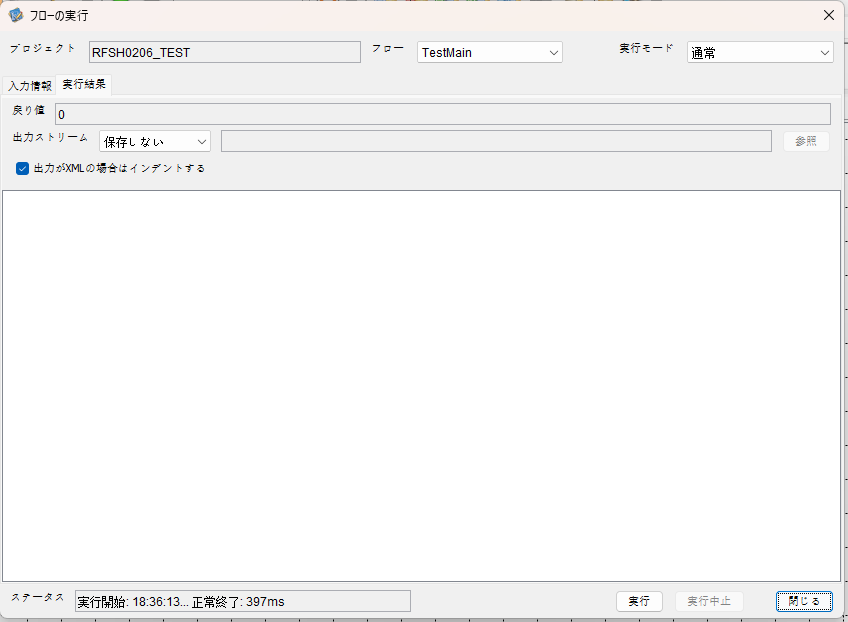 フローの実行
プロジェクト RFSH0206_TEST フロー TestMain 実行モード 通常
入力情報 実行結果
戻り値 0
出力ストリーム 保存しない 参照
出力がXMLの場合はインデントする
ステータス 実行開始: 18:36:13... 正常終了: 397ms 実行 実行中止 閉じる